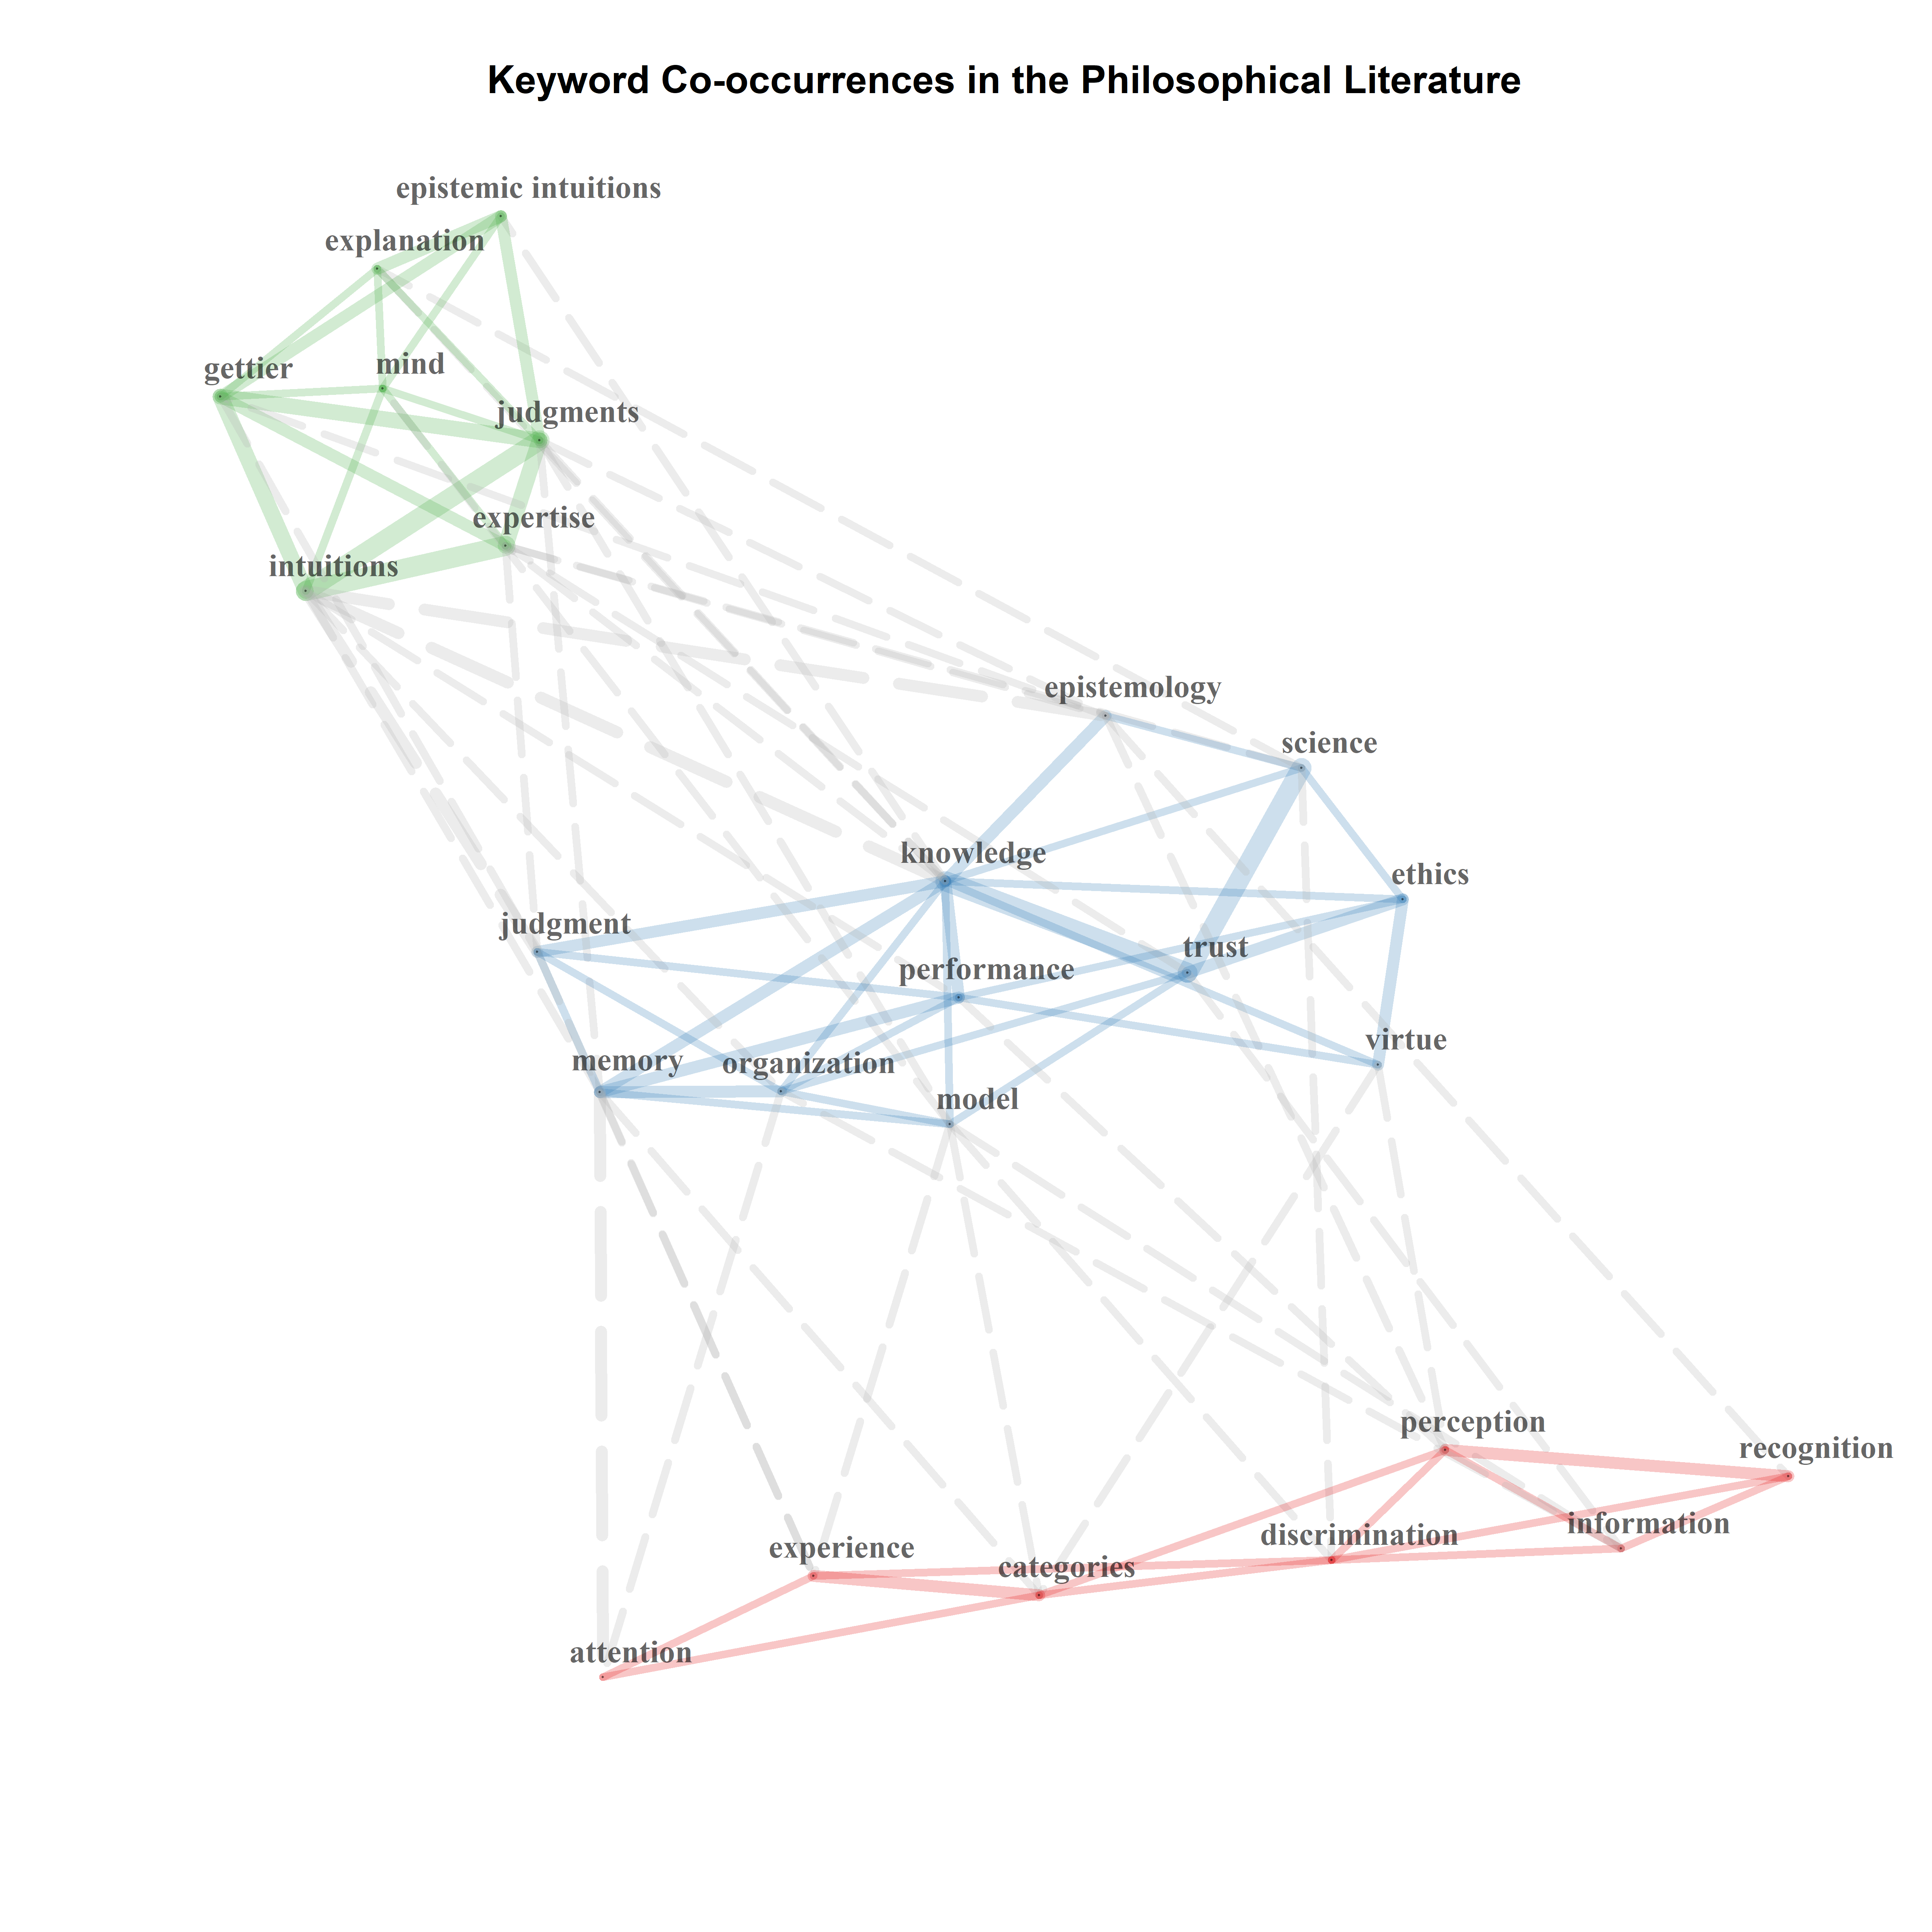 Keyword Co-occurrences in the Philosophical Literature
epistemic intuitions
explanation
gettier
mind
judgments
expertise
intuitions
epistemology
science
knowledge
ethics
judgment
trust
performance
virtue
memory
organization
model
perception
recognition
information
discrimination
experience
categories
attention